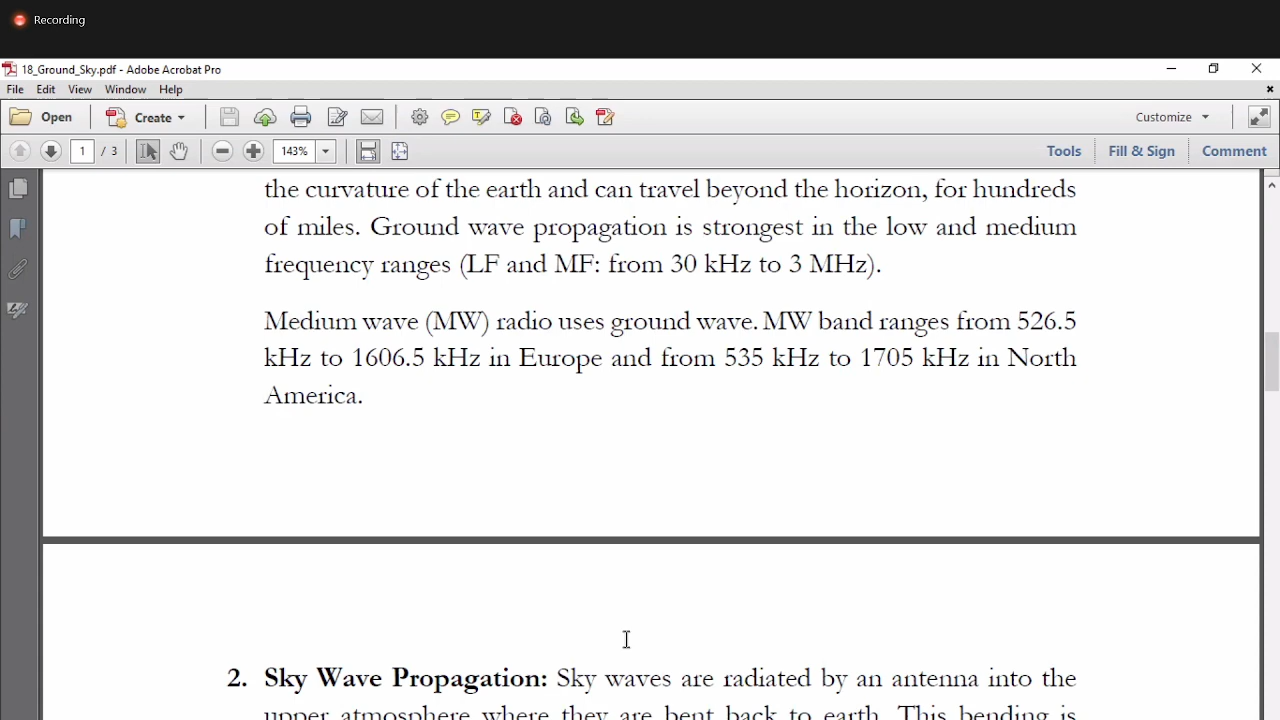 Recording
18_Ground_Sky.pdf - Adobe Acrobat Pro
File Edit View Window Help
Open Create Customize
1 / 3 143% Tools Fill & Sign Comment
the curvature of the earth and can travel beyond the horizon, for hundreds
of miles. Ground wave propagation is strongest in the low and medium
frequency ranges (LF and MF: from 30 kHz to 3 MHz).
Medium wave (MW) radio uses ground wave. MW band ranges from 526.5
kHz to 1606.5 kHz in Europe and from 535 kHz to 1705 kHz in North
America.
2. Sky Wave Propagation: Sky waves are radiated by an antenna into the
upper atmosphere where they are bent back to earth. This bending is